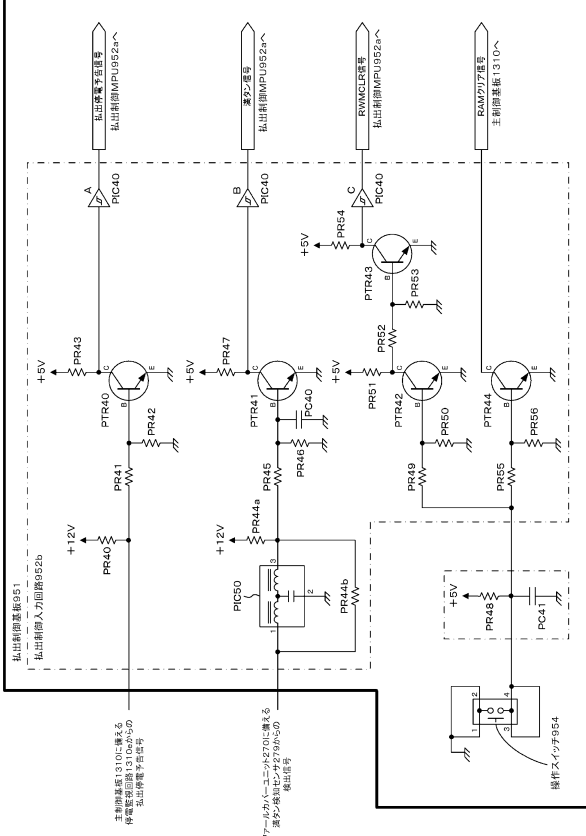 払出制御基板951
払出制御入力回路952b
主制御基板1310に備える
停電監視回路1310eからの
払出停電予告信号
+12V
PR40
PR41
PR42
PTR40
B
C
E
+5V
PR43
A
PIC40
払出停電予告信号
払出制御MPU952aへ
ァールカバーユニット270に備える
満タン検知センサ279からの
検出信号
PIC50
1
2
3
PR44b
+12V
PR44a
PR45
PR46
PC40
PTR41
B
C
E
+5V
PR47
B
PIC40
満タン信号
払出制御MPU952aへ
PR49
PR50
PTR42
B
C
E
+5V
PR51
PR52
PR53
PTR43
B
C
E
+5V
PR54
C
PIC40
RWMCLR信号
払出制御MPU952aへ
操作スイッチ954
1
2
3
4
+5V
PR48
PC41
PR55
PR56
PTR44
B
C
E
RAMクリア信号
主制御基板1310へ